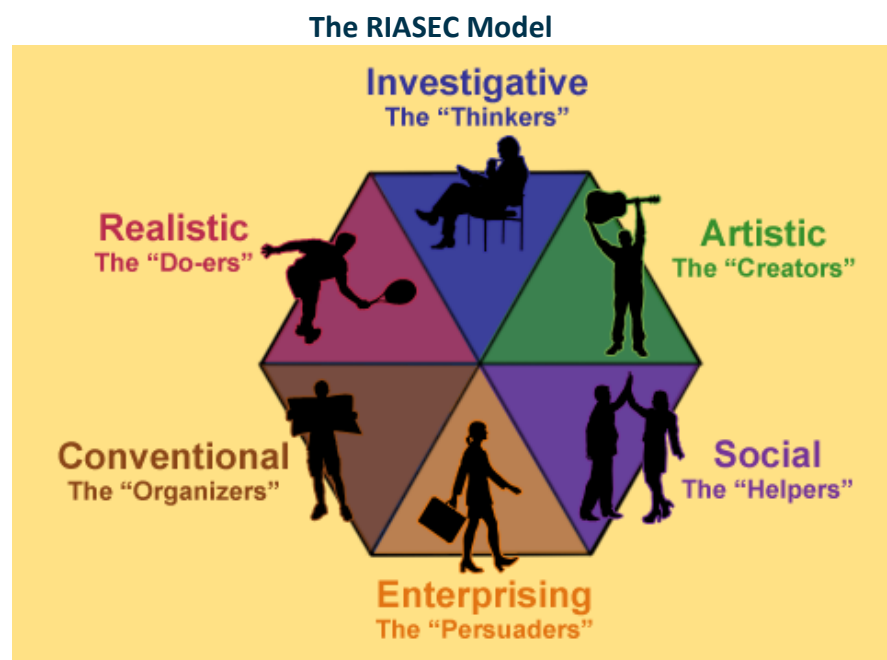 The RIASEC Model
Investigative
The “Thinkers”
Realistic
The “Do-ers”
Artistic
The “Creators”
Conventional
The “Organizers”
Social
The “Helpers”
Enterprising
The “Persuaders”